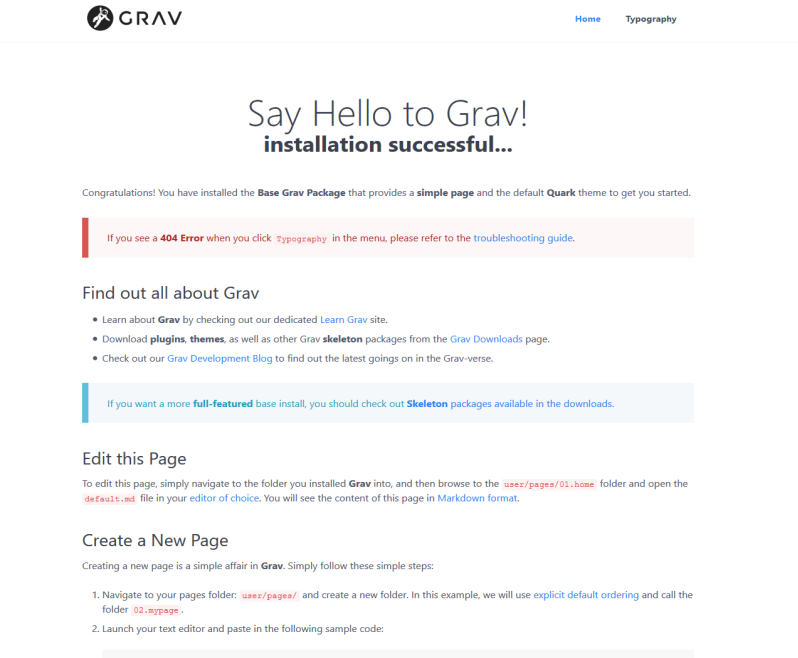 GRAV
Home Typography
Say Hello to Grav!
installation successful...
Congratulations! You have installed the Base Grav Package that provides a simple page and the default Quark theme to get you started.
If you see a 404 Error when you click Typography in the menu, please refer to the troubleshooting guide.
Find out all about Grav
• Learn about Grav by checking out our dedicated Learn Grav site.
• Download plugins, themes, as well as other Grav skeleton packages from the Grav Downloads page.
• Check out our Grav Development Blog to find out the latest goings on in the Grav-verse.
If you want a more full-featured base install, you should check out Skeleton packages available in the downloads.
Edit this Page
To edit this page, simply navigate to the folder you installed Grav into, and then browse to the user/pages/01.home folder and open the
default.md file in your editor of choice. You will see the content of this page in Markdown format.
Create a New Page
Creating a new page is a simple affair in Grav. Simply follow these simple steps:
1. Navigate to your pages folder: user/pages/ and create a new folder. In this example, we will use explicit default ordering and call the
folder 02.mypage.
2. Launch your text editor and paste in the following sample code: